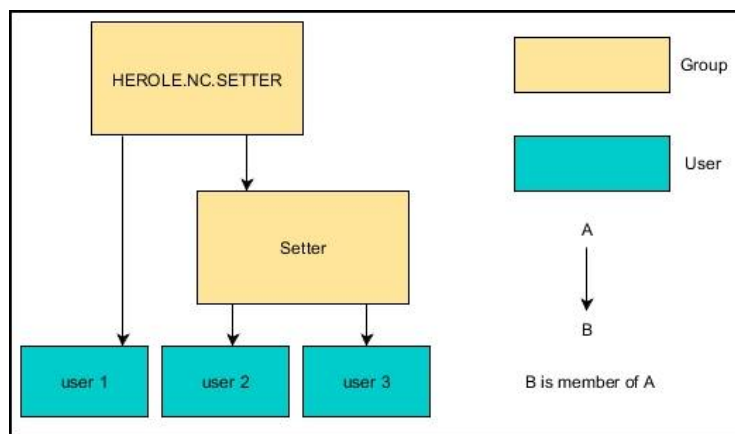 HEROLE.NC.SETTER
Group
User
Setter
A
B
user 1
user 2
user 3
B is member of A